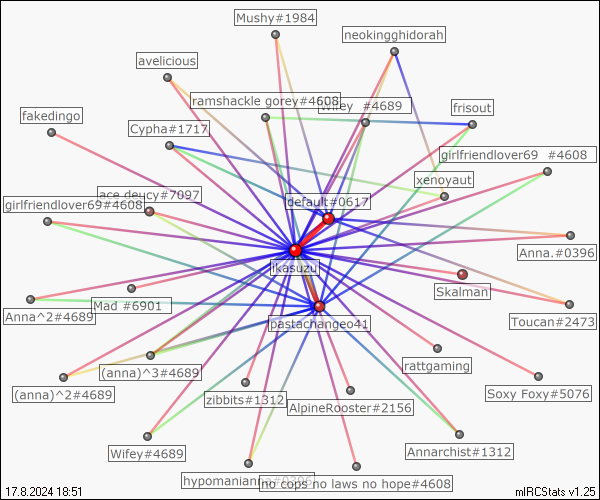 Mushy#1984
neokingghidorah
avelicious
ramshackle gorey#4608
Wifey #4689
frisout
fakedingo
Cypha#1717
girlfriendlover69 #4608
xenoyaut
ace deucy#7097
girlfriendlover69#4608
default#0617
Anna.#0396
ikasuzu
Skalman
Anna^2#4689
Mad #6901
pastachangeo41
Toucan#2473
(anna)^3#4689
rattgaming
(anna)^2#4689
zibbits#1312
AlpineRooster#2156
Soxy Foxy#5076
Wifey#4689
Annarchist#1312
hypomanianna#0396
no cops no laws no hope#4608
17.8.2024 18:51
mIRCStats v1.25